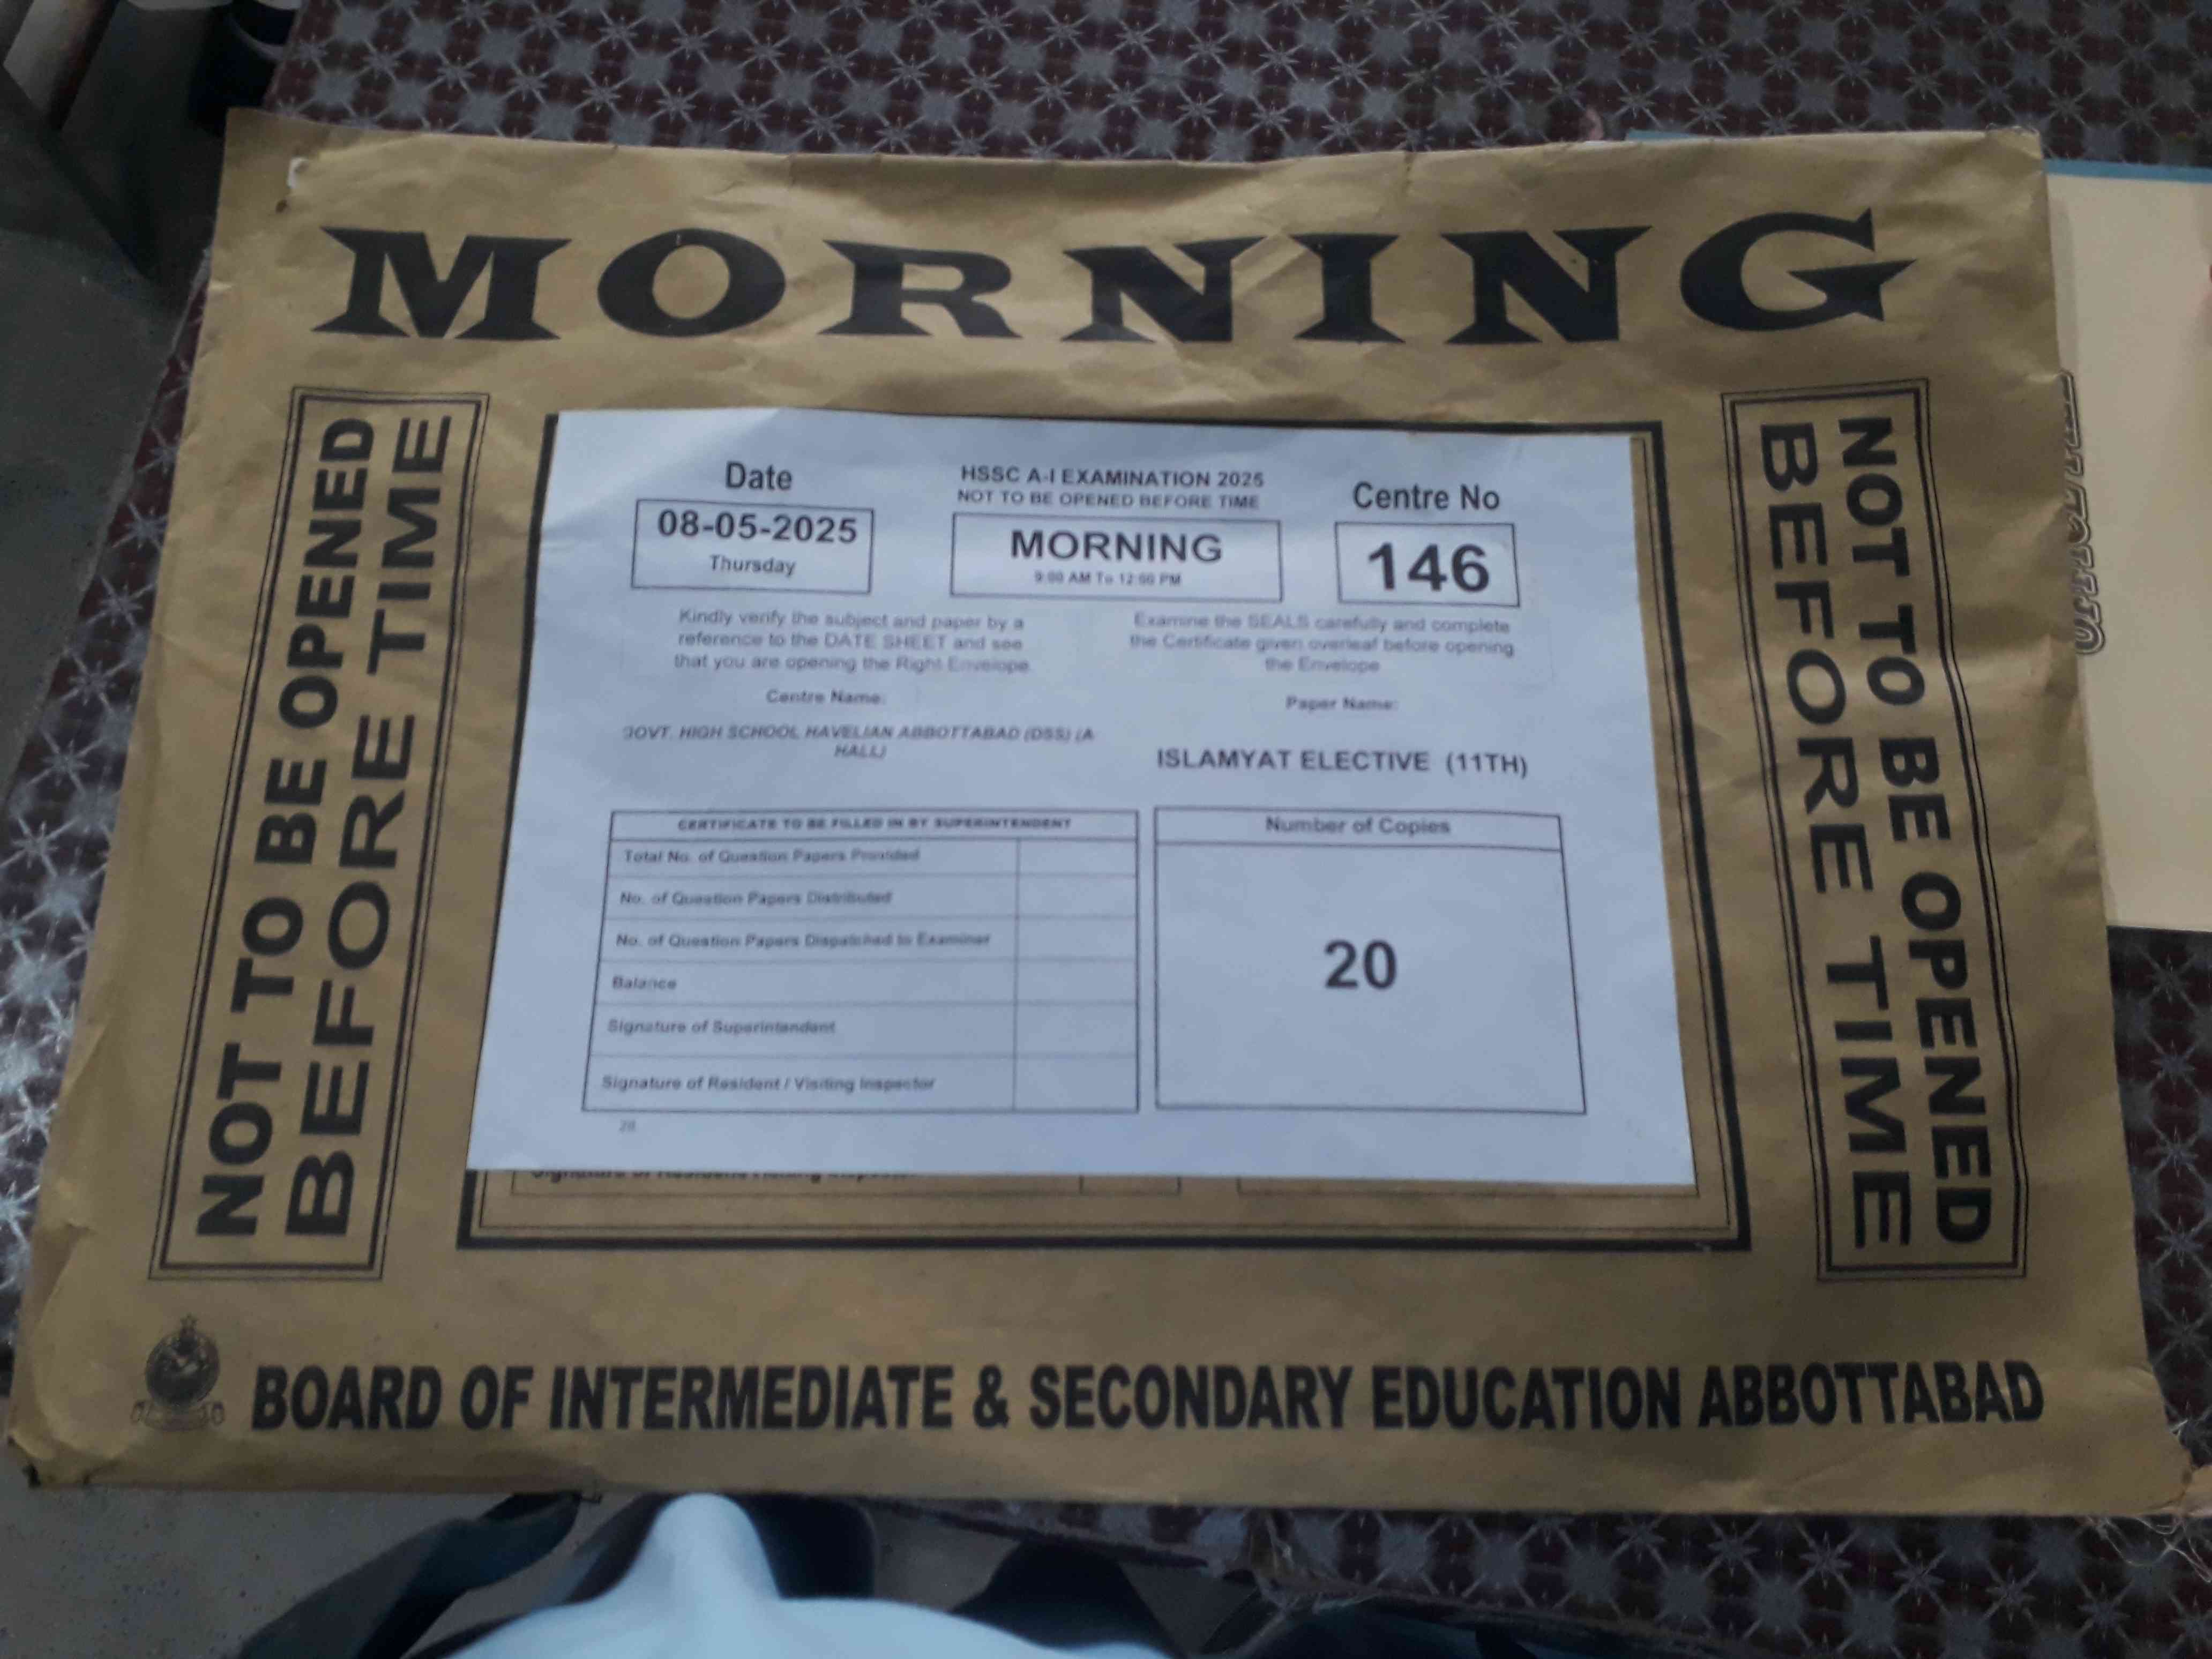 MORNING
NOT TO BE OPENED
BEFORE TIME
Date
08-05-2025
Thursday
HSSC A-I EXAMINATION 2025
NOT TO BE OPENED BEFORE TIME
MORNING
9:00 AM To 12:00 PM
Centre No
146
Kindly verify the subject and paper by a
reference to the DATE SHEET and see
that you are opening the Right Envelope
Examine the SEALS carefully and complete
the Certificate given overleaf before opening
the Envelope
Centre Name:
GOVT. HIGH SCHOOL HAVELIAN ABBOTTABAD (DSS) (A
HALL)
Paper Name:
ISLAMYAT ELECTIVE (11TH)
CERTIFICATE TO BE FILLED IN BY SUPERINTENDENT
Total No. of Question Papers Provided
No. of Question Papers Distributed
No. of Question Papers Dispatched to Examiner
Balance
Signature of Superintendent
Signature of Resident / Visiting Inspector
Number of Copies
20
20
NOT TO BE OPENED
BEFORE TIME
BOARD OF INTERMEDIATE & SECONDARY EDUCATION ABBOTTABAD